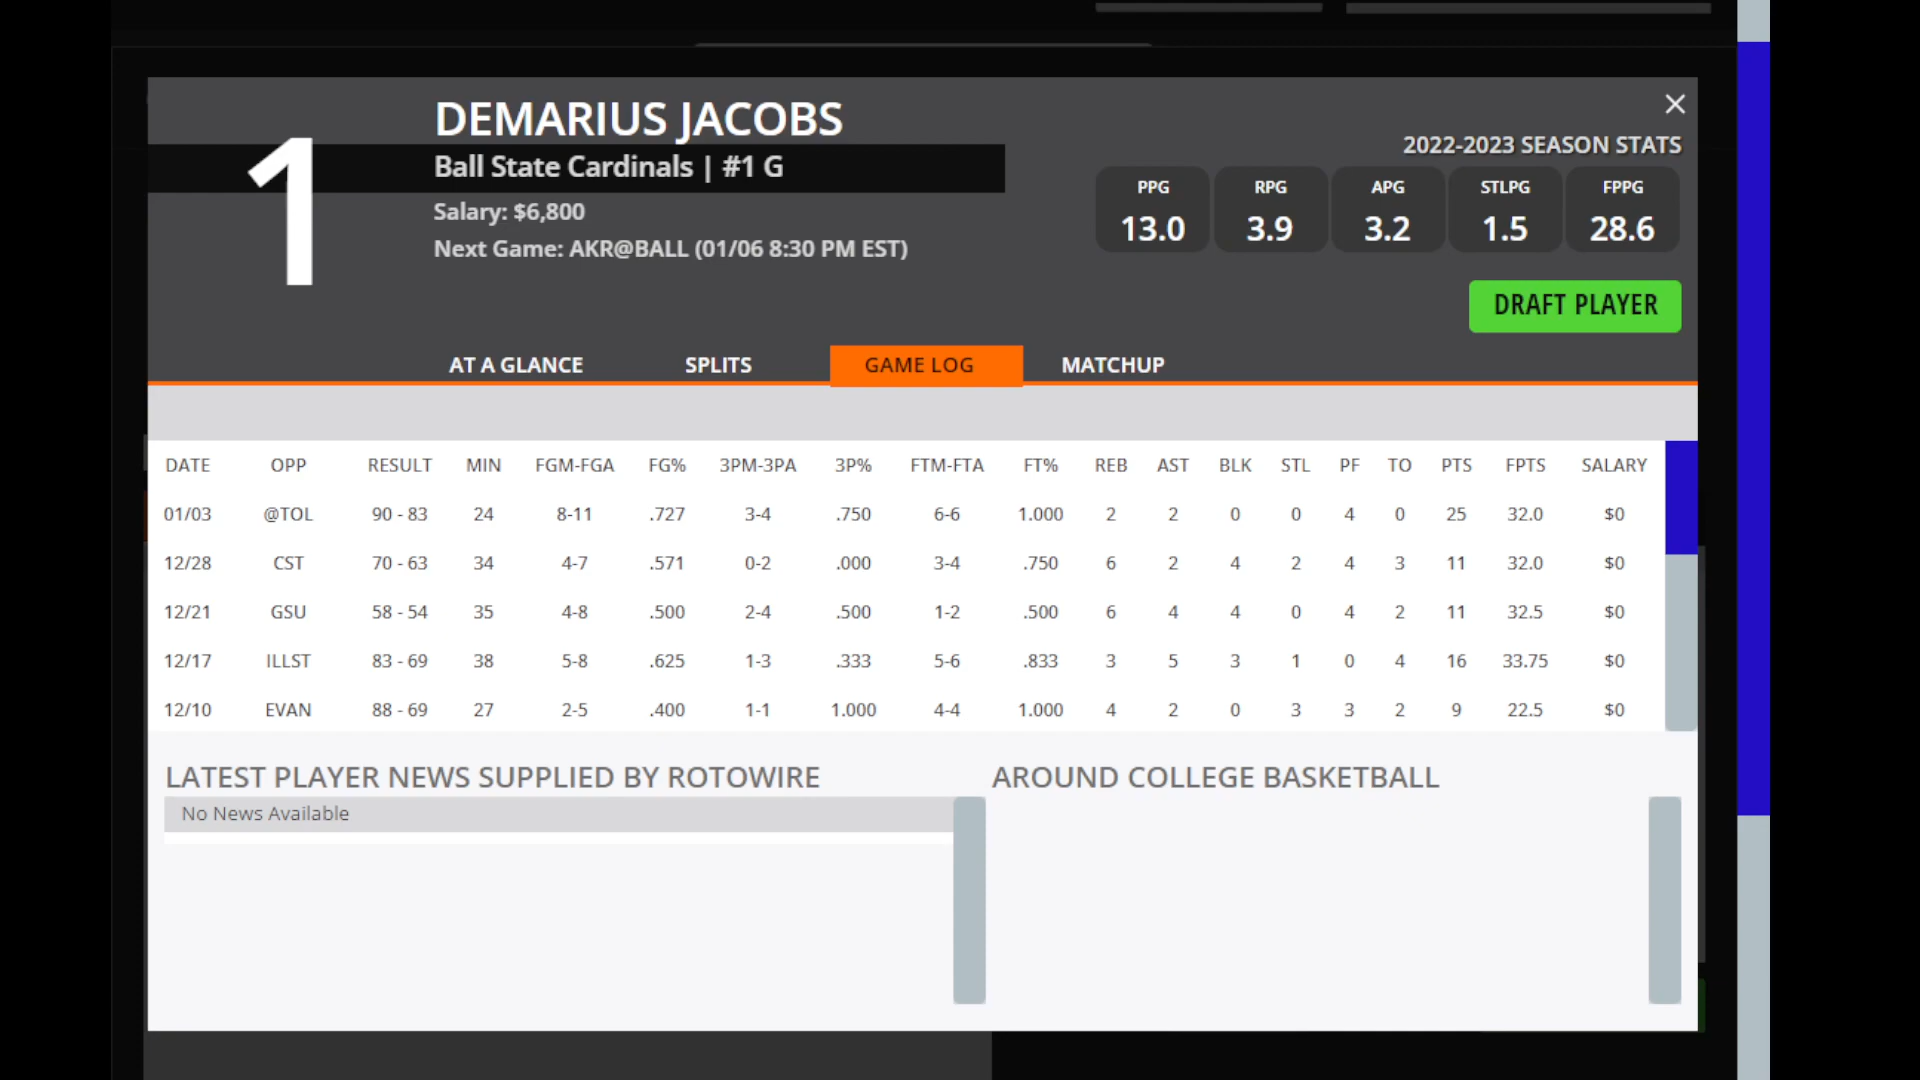 1
DEMARIUS JACOBS
Ball State Cardinals | #1 G
Salary: $6,800
Next Game: AKR@BALL (01/06 8:30 PM EST)
2022-2023 SEASON STATS
PPG RPG APG STLPG FPPG
13.0 3.9 3.2 1.5 28.6
DRAFT PLAYER
AT A GLANCE SPLITS GAME LOG MATCHUP
DATE OPP RESULT MIN FGM-FGA FG% 3PM-3PA 3P% FTM-FTA FT% REB AST BLK STL PF TO PTS FPTS SALARY
01/03 @TOL 90 - 83 24 8-11 .727 3-4 .750 6-6 1.000 2 2 0 0 4 0 25 32.0 $0
12/28 CST 70 - 63 34 4-7 .571 0-2 .000 3-4 .750 6 2 4 2 4 3 11 32.0 $0
12/21 GSU 58 - 54 35 4-8 .500 2-4 .500 1-2 .500 6 4 4 0 4 2 11 32.5 $0
12/17 ILLST 83 - 69 38 5-8 .625 1-3 .333 5-6 .833 3 5 3 1 0 4 16 33.75 $0
12/10 EVAN 88 - 69 27 2-5 .400 1-1 1.000 4-4 1.000 4 2 0 3 3 2 9 22.5 $0
LATEST PLAYER NEWS SUPPLIED BY ROTOWIRE
No News Available
AROUND COLLEGE BASKETBALL